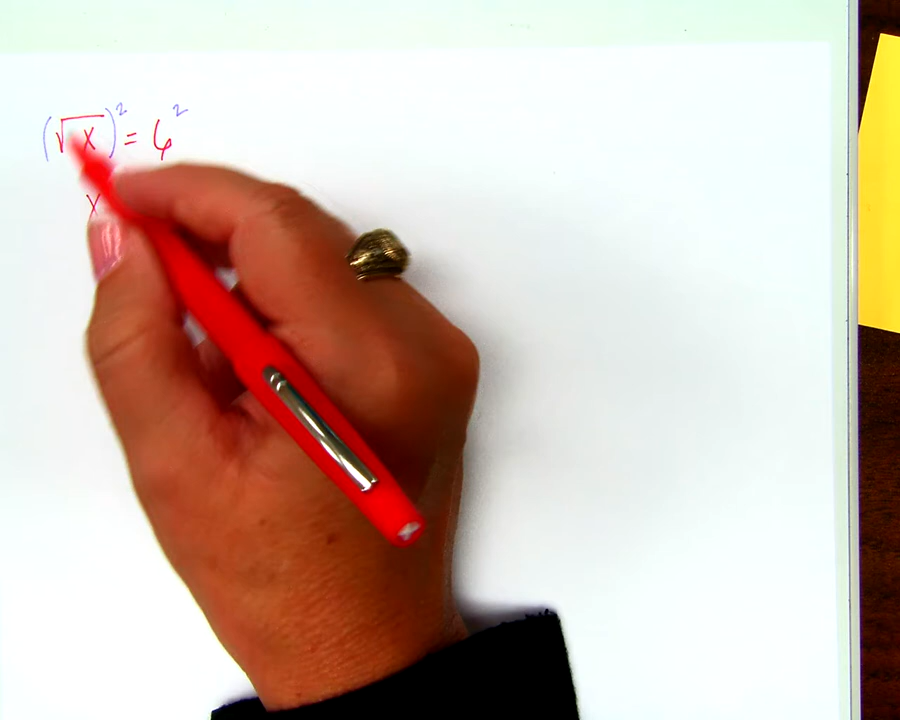 (√x)² = 6²
x